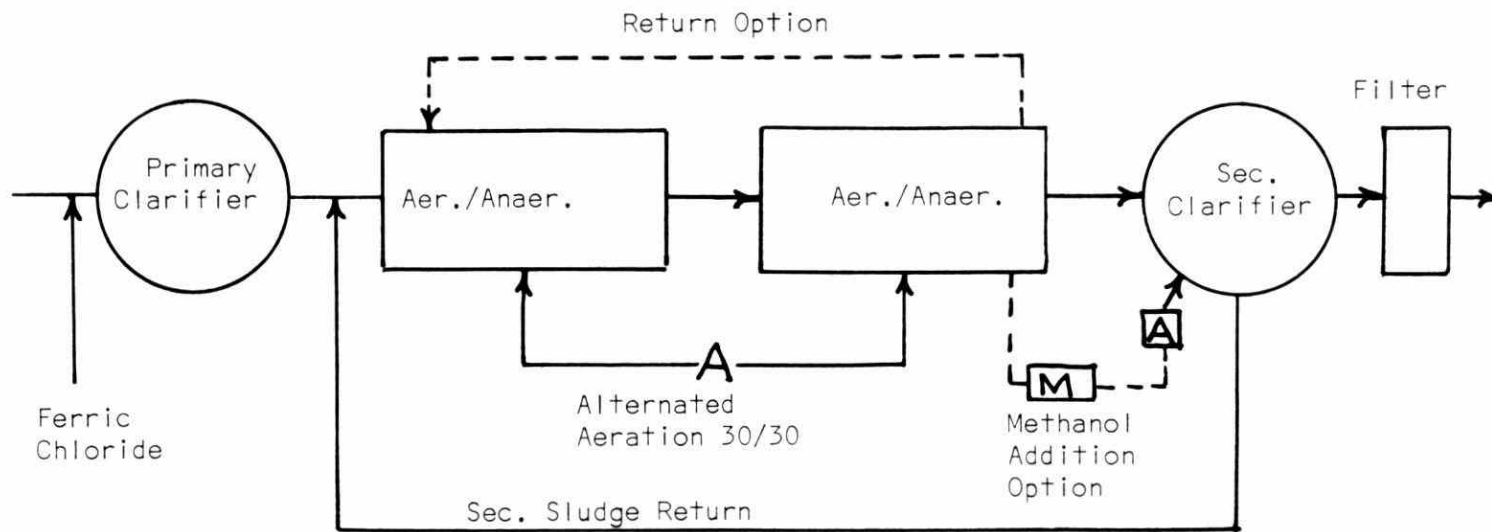 Return Option
Filter
Primary
Clarifier
Aer./Anaer.
Aer./Anaer.
Sec.
Clarifier
A
A
M
Ferric
Chloride
Alternated
Aeration 30/30
Methanol
Addition
Option
Sec. Sludge Return